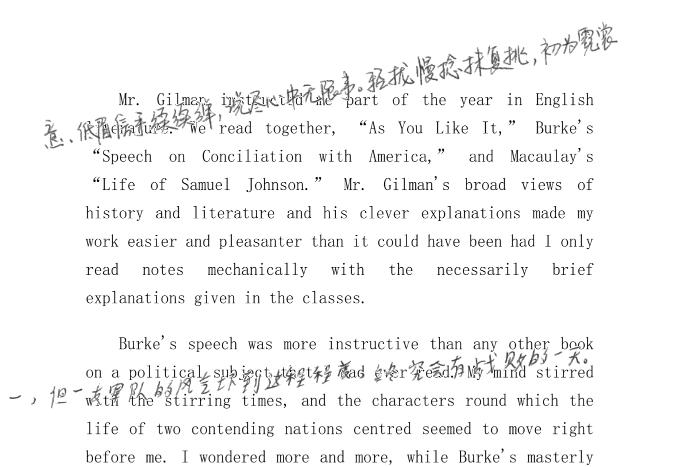 意、低眉信手续续弹，说尽心中无限事。轻拢慢捻抹复挑，初为霓裳
Mr. Gilman instructed me part of the year in English
literature. We read together, “As You Like It,” Burke's
“Speech on Conciliation with America,” and Macaulay's
“Life of Samuel Johnson.” Mr. Gilman's broad views of
history and literature and his clever explanations made my
work easier and pleasanter than it could have been had I only
read notes mechanically with the necessarily brief
explanations given in the classes.
Burke's speech was more instructive than any other book
on a political subject that I had ever read. My mind stirred
一，但一支军队的风气坏到这种程度，终究会有战败的一天。
with the stirring times, and the characters round which the
life of two contending nations centred seemed to move right
before me. I wondered more and more, while Burke's masterly